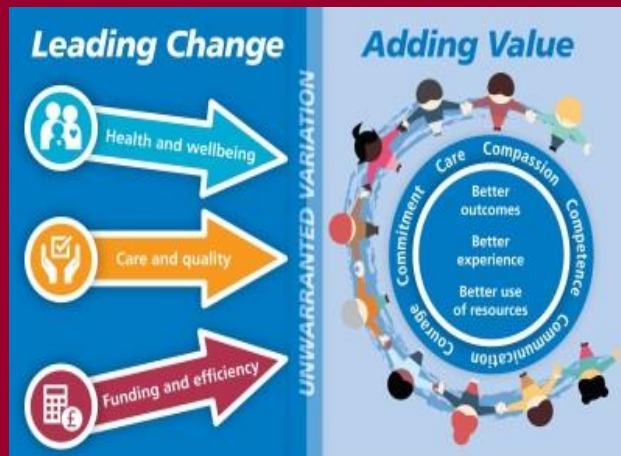 Leading Change
Health and wellbeing
Care and quality
Funding and efficiency
£
UNWARRANTED VARIATION
Adding Value
Commitment
Care
Compassion
Competence
Communication
Courage
Better
outcomes
Better
experience
Better use
of resources